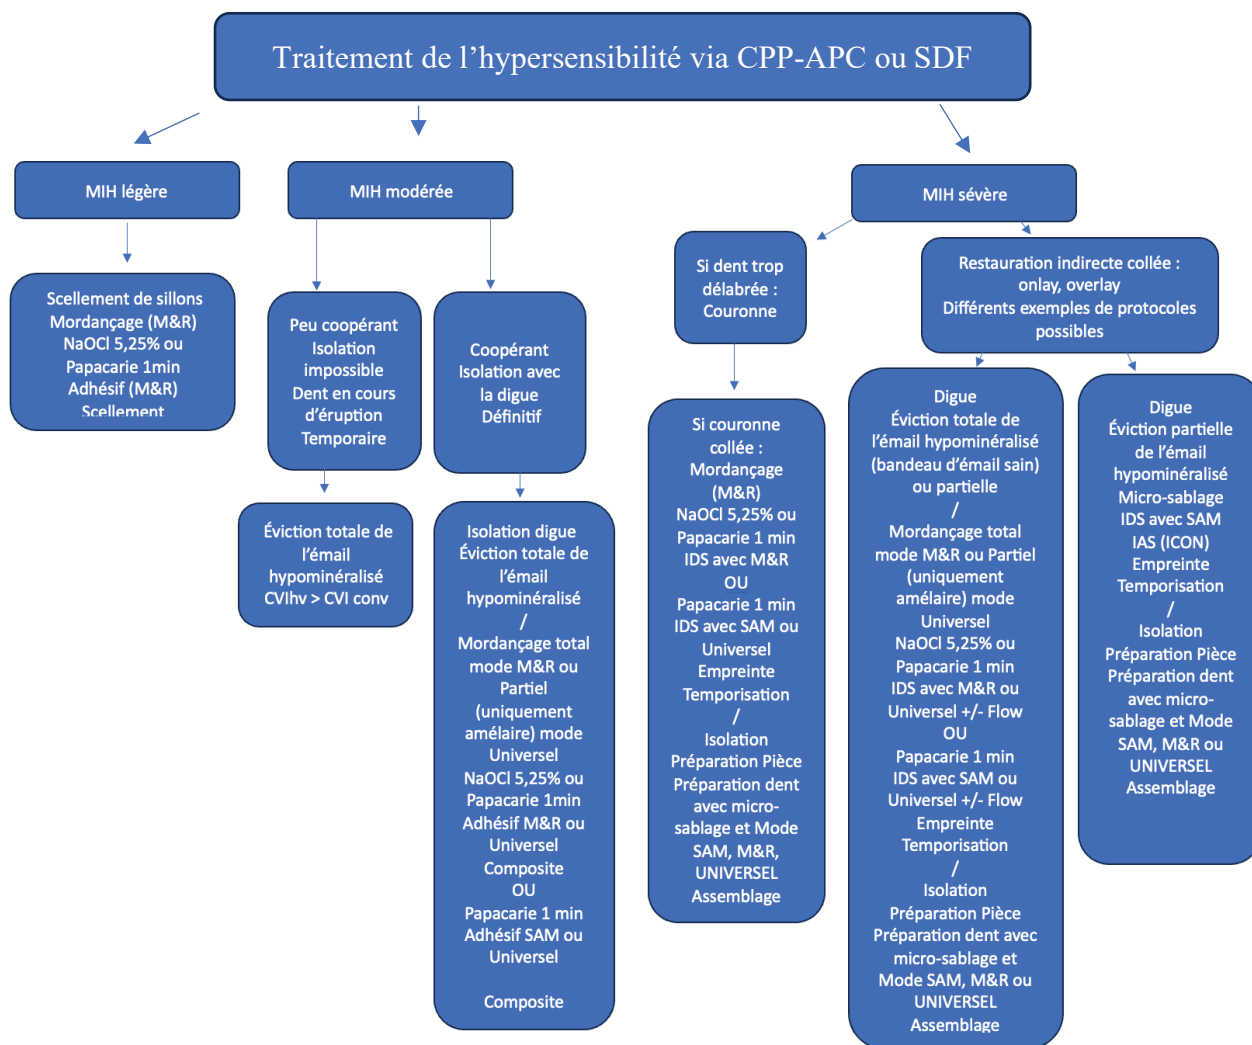 Traitement de l’hypersensibilité via CPP-APC ou SDF
MIH légère
MIH modérée
MIH sévère
Scellement de sillons
Mordançage (M&R)
NaOCl 5,25% ou
Papacarie 1min
Adhésif (M&R)
Scellement
Peu coopérant
Isolation
impossible
Dent en cours
d’éruption
Temporaire
Coopérant
Isolation avec
la digue
Définitif
Si dent trop
délabrée :
Couronne
Restauration indirecte collée :
onlay, overlay
Différents exemples de protocoles
possibles
Éviction totale de
l’émail
hypominéralisé
CVIhv > CVI conv
Isolation digue
Éviction totale de
l’émail
hypominéralisé
/
Mordançage total
mode M&R ou
Partiel
(uniquement
amélaire) mode
Universel
NaOCl 5,25% ou
Papacarie 1min
Adhésif M&R ou
Universel
Composite
OU
Papacarie 1 min
Adhésif SAM ou
Universel
Composite
Si couronne
collée :
Mordançage
(M&R)
NaOCl 5,25% ou
Papacarie 1 min
IDS avec M&R
OU
Papacarie 1 min
IDS avec SAM ou
Universel
Empreinte
Temporisation
/
Isolation
Préparation Pièce
Préparation dent
avec micro-
sablage et Mode
SAM, M&R,
UNIVERSEL
Assemblage
Digue
Éviction totale de
l’émail hypominéralisé
(bandeau d’émail sain)
ou partielle
/
Mordançage total
mode M&R ou Partiel
(uniquement
amélaire) mode
Universel
NaOCl 5,25% ou
Papacarie 1 min
IDS avec M&R ou
Universel +/- Flow
OU
Papacarie 1 min
IDS avec SAM ou
Universel +/- Flow
Empreinte
Temporisation
/
Isolation
Préparation Pièce
Préparation dent avec
micro-sablage et
Mode SAM, M&R ou
UNIVERSEL
Assemblage
Digue
Éviction partielle
de l’émail
hypominéralisé
Micro-sablage
IDS avec SAM
IAS (ICON)
Empreinte
Temporisation
/
Isolation
Préparation Pièce
Préparation dent
avec micro-
sablage et Mode
SAM, M&R ou
UNIVERSEL
Assemblage